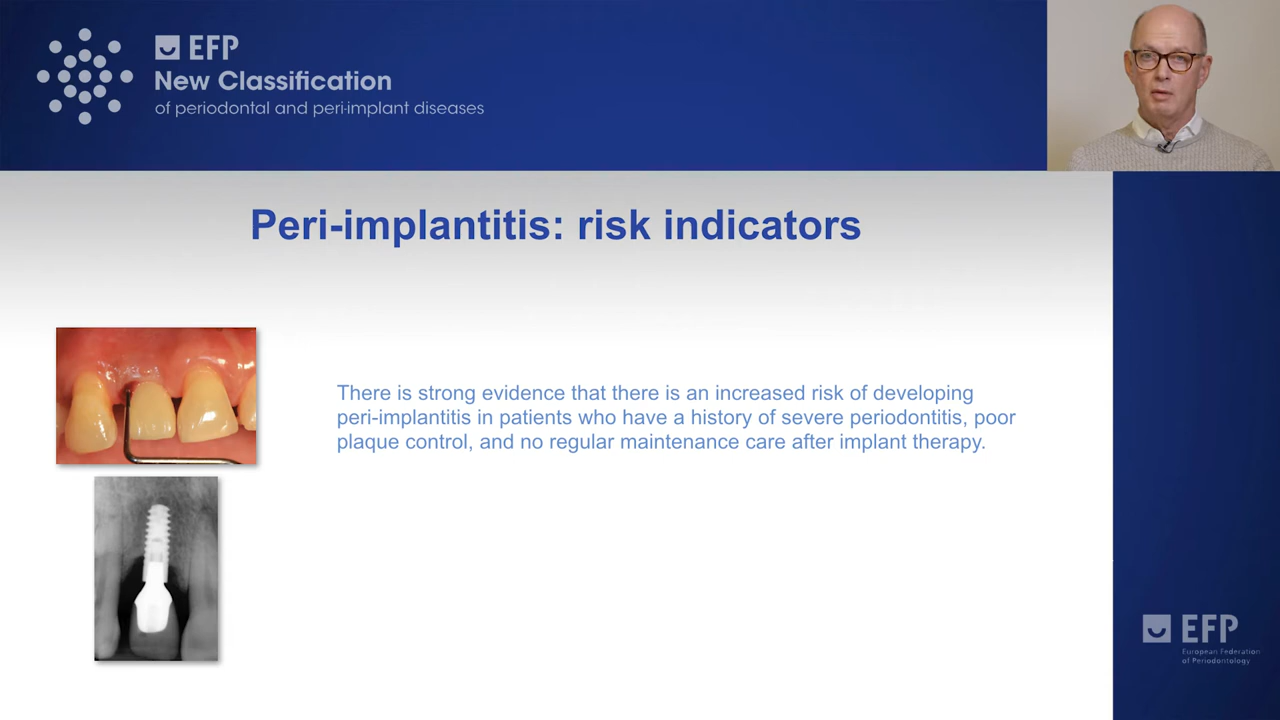 EFP
New Classification
of periodontal and peri-implant diseases
Peri-implantitis: risk indicators
There is strong evidence that there is an increased risk of developing
peri-implantitis in patients who have a history of severe periodontitis, poor
plaque control, and no regular maintenance care after implant therapy.
EFP
European Federation
of Periodontology